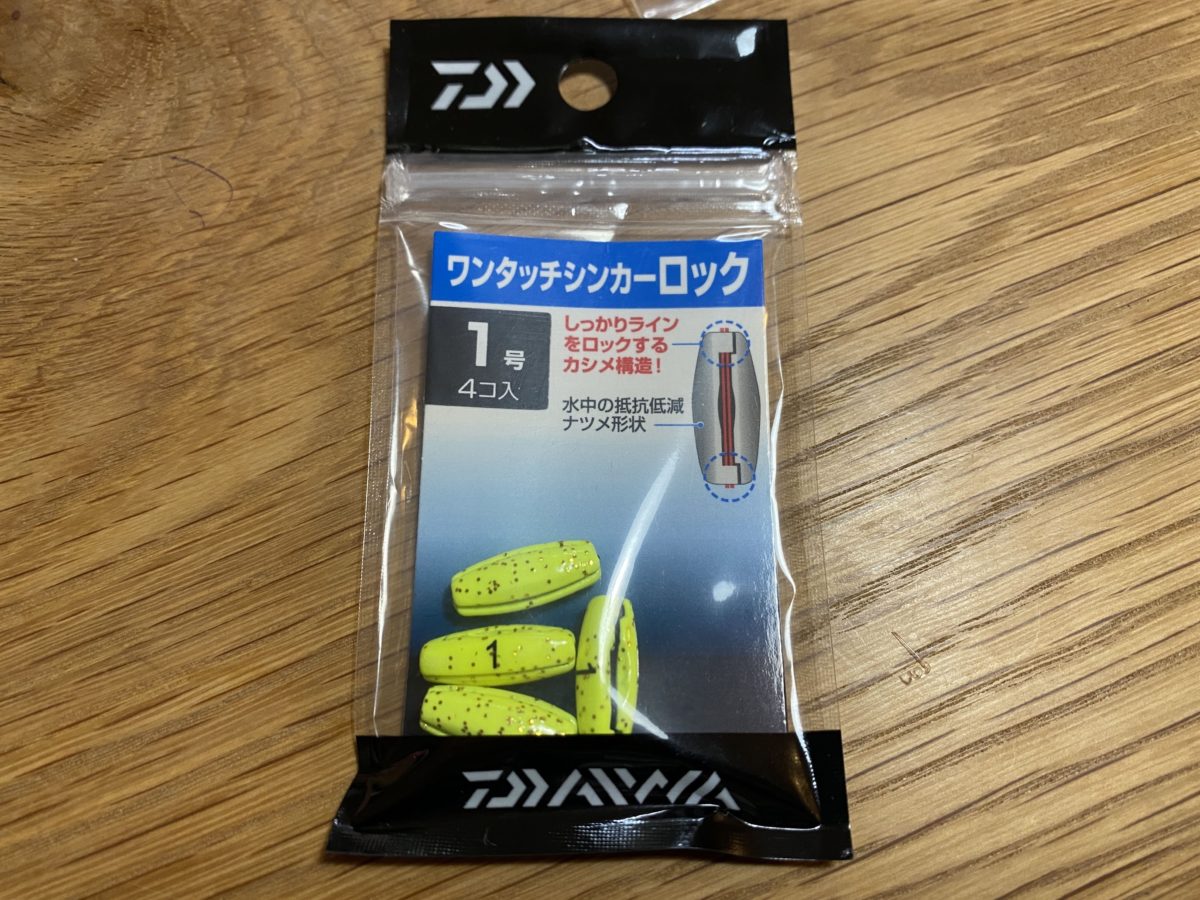 ワンタッチシンカーロック
1号
4コ入
しっかりライン
をロックする
カシメ構造!
水中の抵抗低減
ナツメ形状
1
1
DAIWA